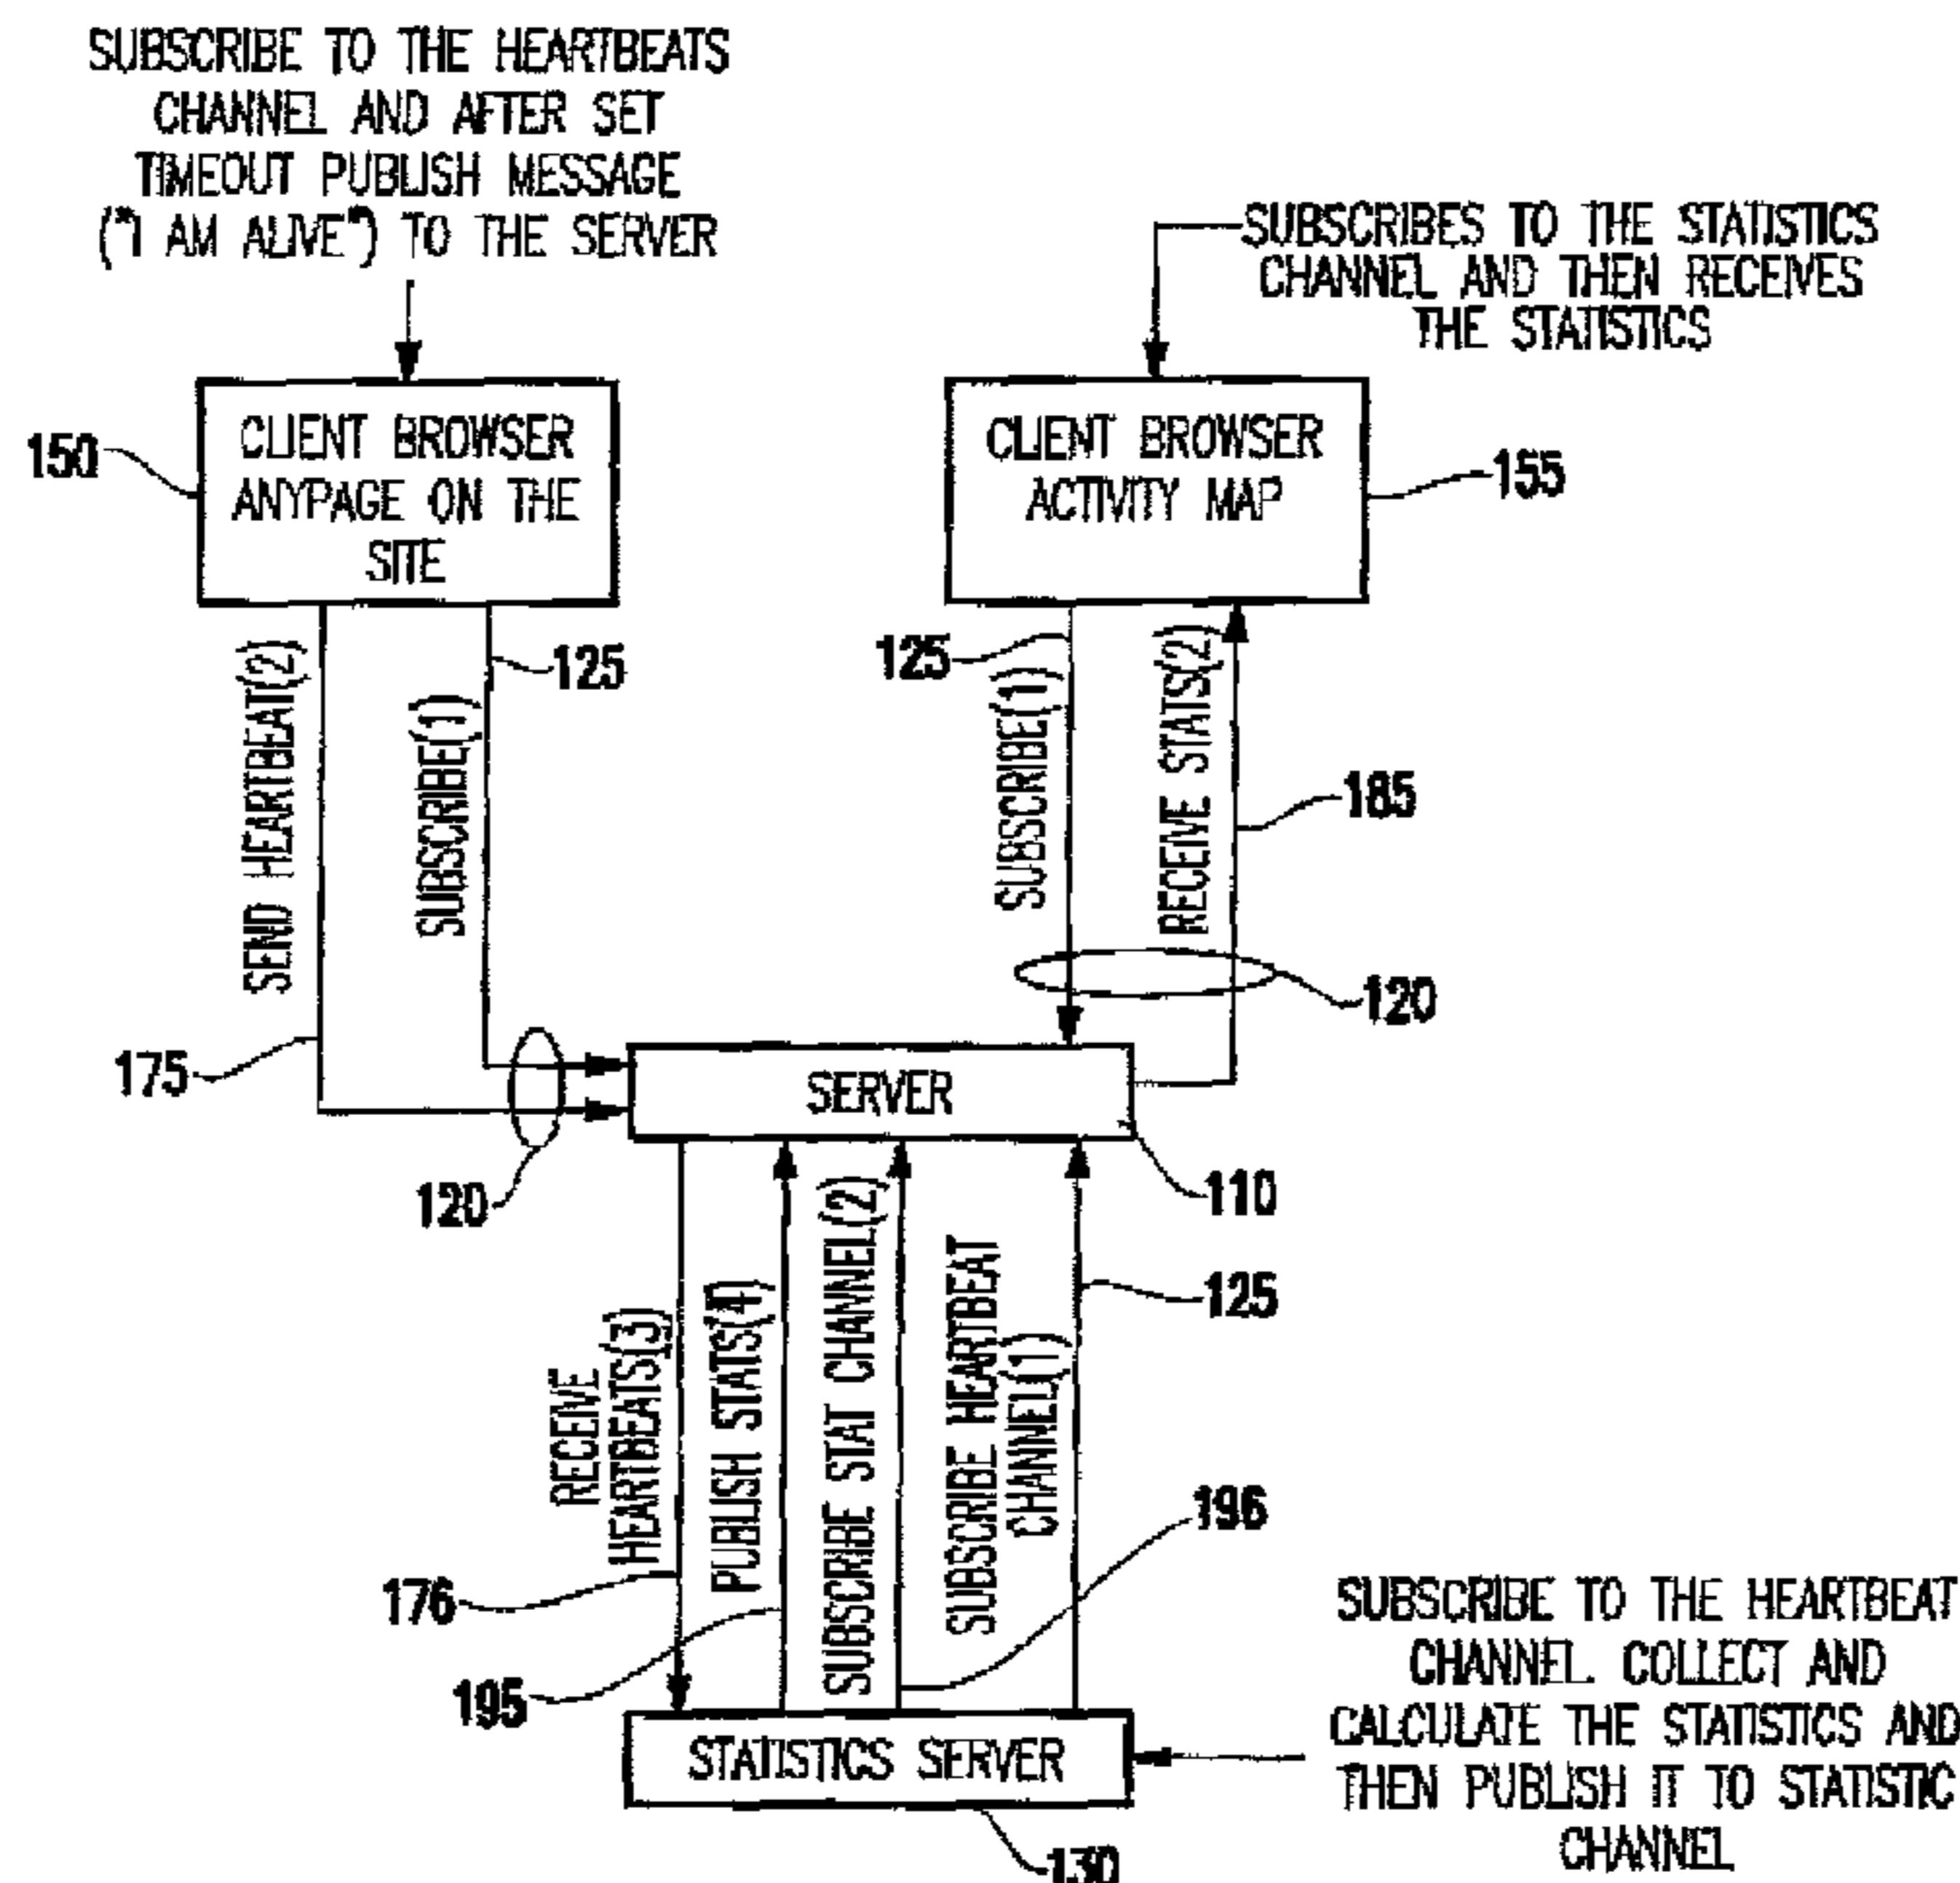 SUBSCRIBE TO THE HEARTBEATS
CHANNEL AND AFTER SET
TIMEOUT PUBLISH MESSAGE
("I AM ALIVE") TO THE SERVER
SUBSCRIBES TO THE STATISTICS
CHANNEL AND THEN RECEIVES
THE STATISTICS
150
CLIENT BROWSER
ANYPAGE ON THE
SITE
CLIENT BROWSER
ACTIVITY MAP
155
SEND HEARTBEAT(2)
SUBSCRIBE(1)
125
125
SUBSCRIBE(1)
RECEIVE STATS(2)
185
120
175
SERVER
120
110
RECEIVE
HEARTBEATS(3)
PUBLISH STATS(4)
SUBSCRIBE STAT CHANNEL(2)
SUBSCRIBE HEARTBEAT
CHANNEL(1)
125
196
176
195
STATISTICS SERVER
130
SUBSCRIBE TO THE HEARTBEAT
CHANNEL COLLECT AND
CALCULATE THE STATISTICS AND
THEN PUBLISH IT TO STATISTIC
CHANNEL